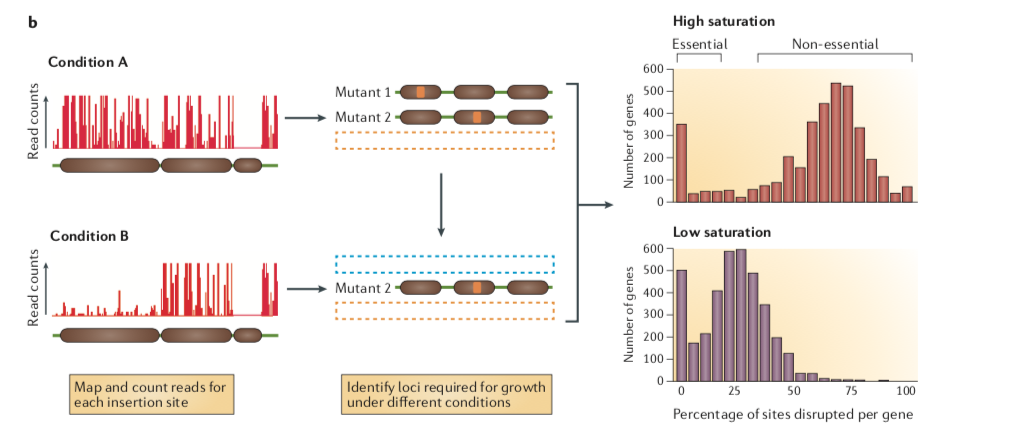 b
Condition A
Read counts
Mutant 1
Mutant 2
Condition B
Read counts
Mutant 2
Map and count reads for
each insertion site
Identify loci required for growth
under different conditions
High saturation
Essential
Non-essential
Number of genes
600
500
400
300
200
100
0
Low saturation
Number of genes
600
500
400
300
200
100
0
0 25 50 75 100
Percentage of sites disrupted per gene